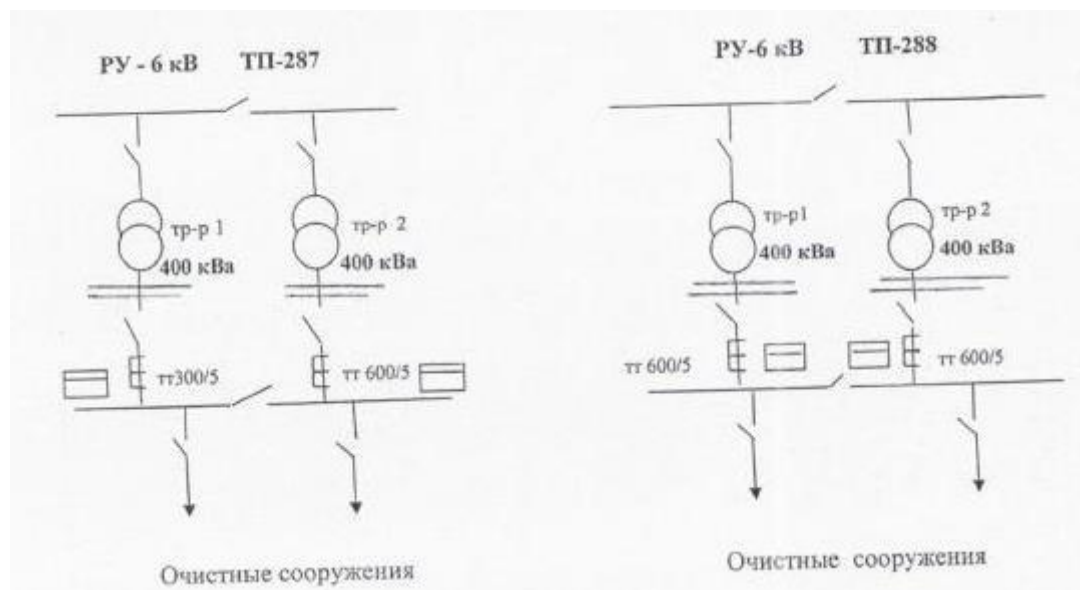 РУ - 6 кВ ТП-287
тр-р 1
400 кВа
тр-р 2
400 кВа
тт300/5
тт 600/5
Очистные сооружения
РУ-6 кВ ТП-288
тр-р1
400 кВа
тр-р 2
400 кВа
тт 600/5
тт 600/5
Очистные сооружения